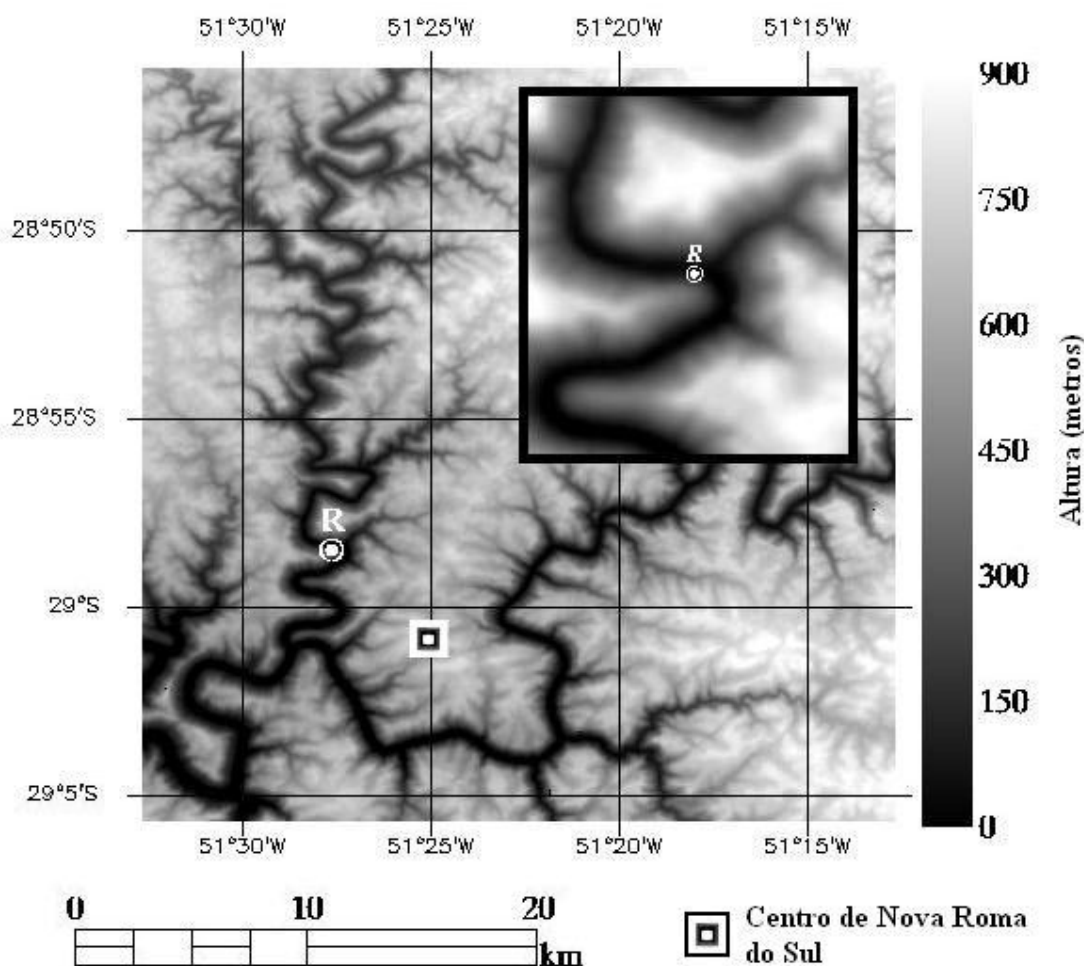 51°30'W 51°25'W 51°20'W 51°15'W
900
750
28°50'S
R
600
28°55'S
450
Altura (metros)
R
300
29°S
150
29°5'S
0
51°30'W 51°25'W 51°20'W 51°15'W
0 10 20
km
Centro de Nova Roma
do Sul